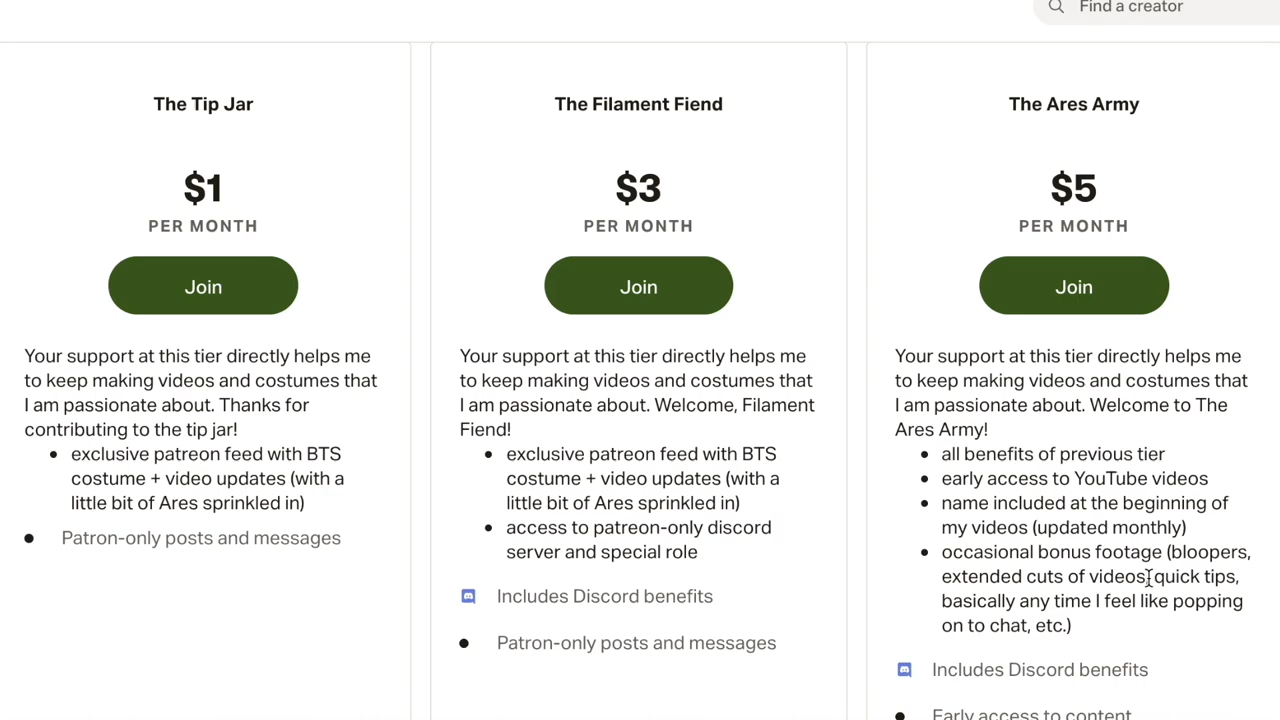 Find a creator
The Tip Jar
$1
PER MONTH
Join
Your support at this tier directly helps me
to keep making videos and costumes that
I am passionate about. Thanks for
contributing to the tip jar!
exclusive patreon feed with BTS
costume + video updates (with a
little bit of Ares sprinkled in)
Patron-only posts and messages
The Filament Fiend
$3
PER MONTH
Join
Your support at this tier directly helps me
to keep making videos and costumes that
I am passionate about. Welcome, Filament
Fiend!
exclusive patreon feed with BTS
costume + video updates (with a
little bit of Ares sprinkled in)
access to patreon-only discord
server and special role
Includes Discord benefits
Patron-only posts and messages
The Ares Army
$5
PER MONTH
Join
Your support at this tier directly helps me
to keep making videos and costumes that
I am passionate about. Welcome to The
Ares Army!
all benefits of previous tier
early access to YouTube videos
name included at the beginning of
my videos (updated monthly)
occasional bonus footage (bloopers,
extended cuts of videos, quick tips,
basically any time I feel like popping
on to chat, etc.)
Includes Discord benefits
Early access to content